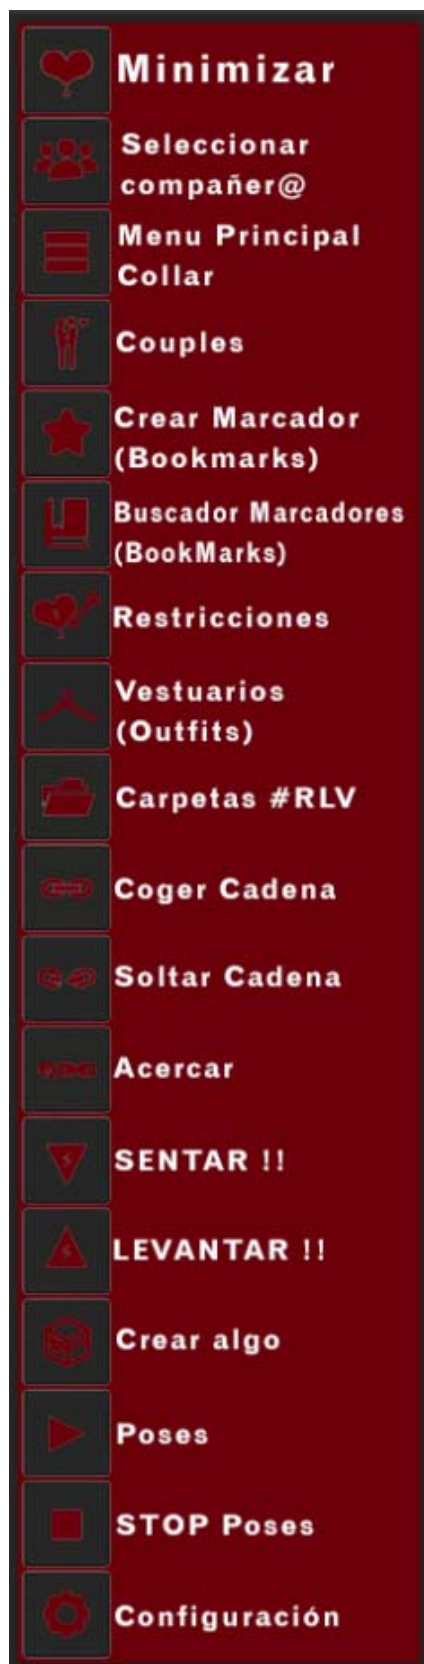 Minimizar
Seleccionar
compañer@
Menu Principal
Collar
Couples
Crear Marcador
(Bookmarks)
Buscador Marcadores
(BookMarks)
Restricciones
Vestuarios
(Outfits)
Carpetas #RLV
Coger Cadena
Soltar Cadena
Acercar
SENTAR !!
LEVANTAR !!
Crear algo
Poses
STOP Poses
Configuración